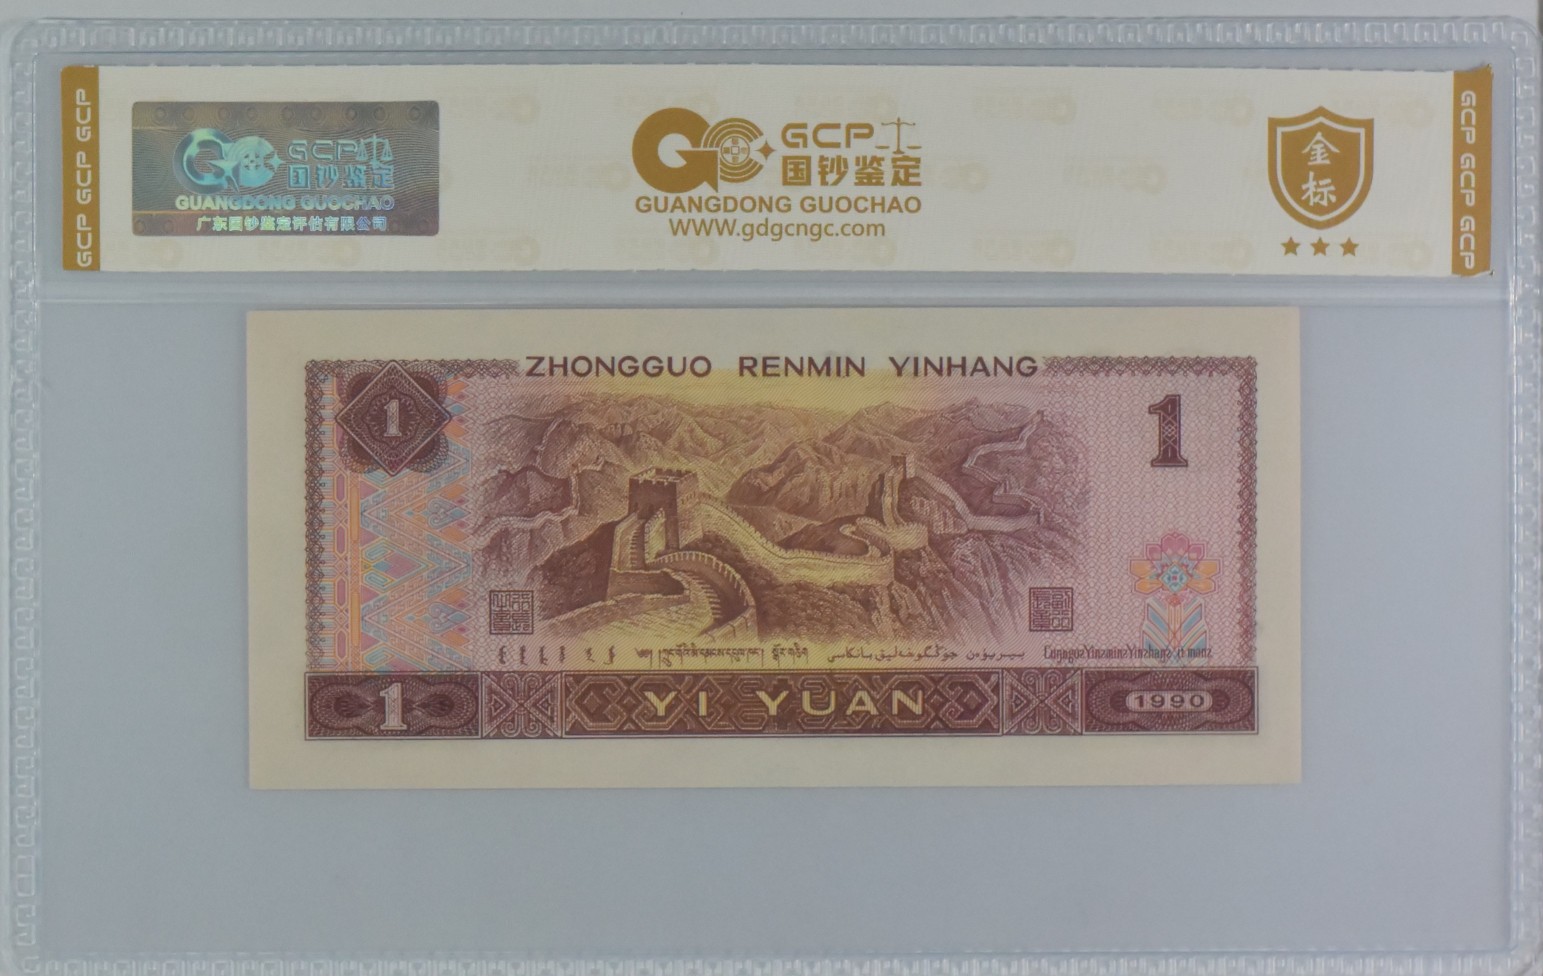 GCP GCP GCP
GCP
国钞鉴定
GUANGDONG GUOCHAO
广东国钞鉴定评估有限公司
GCP
国钞鉴定
GUANGDONG GUOCHAO
WWW.gdgcngc.com
金标
GCP GCP GCP
ZHONGGUO RENMIN YINHANG
1
1
1
YI YUAN
1990